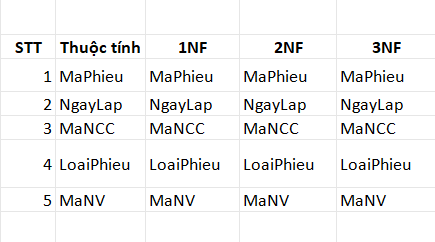 STT Thuộc tính 1NF 2NF 3NF
1 MaPhieu MaPhieu MaPhieu MaPhieu
2 NgayLap NgayLap NgayLap NgayLap
3 MaNCC MaNCC MaNCC MaNCC
4 LoaiPhieu LoaiPhieu LoaiPhieu LoaiPhieu
5 MaNV MaNV MaNV MaNV